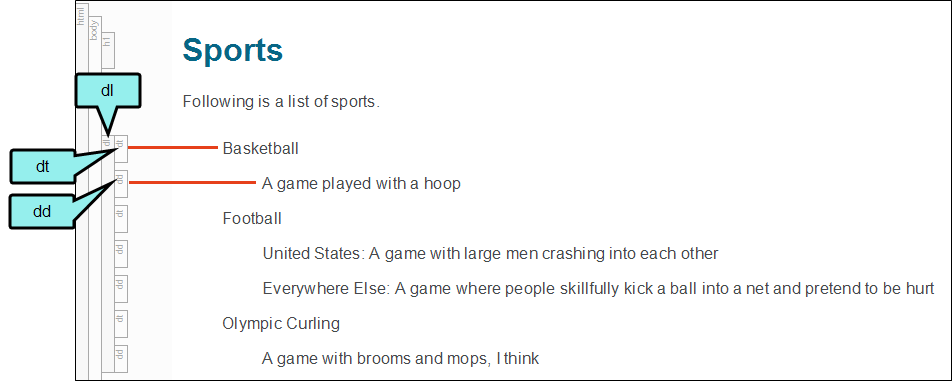 html
body
h1
Sports
dl
Following is a list of sports.
dl
dt
Basketball
dt
dd
A game played with a hoop
dd
dt
Football
dd
United States: A game with large men crashing into each other
dd
Everywhere Else: A game where people skillfully kick a ball into a net and pretend to be hurt
dt
Olympic Curling
dd
A game with brooms and mops, I think